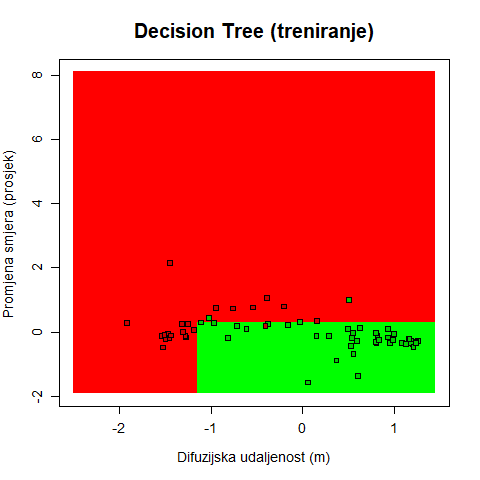 Decision Tree (treniranje)
Promjena smjera (prosjek)
8
6
4
2
0
-2
-2 -1 0 1
Difuzijska udaljenost (m)